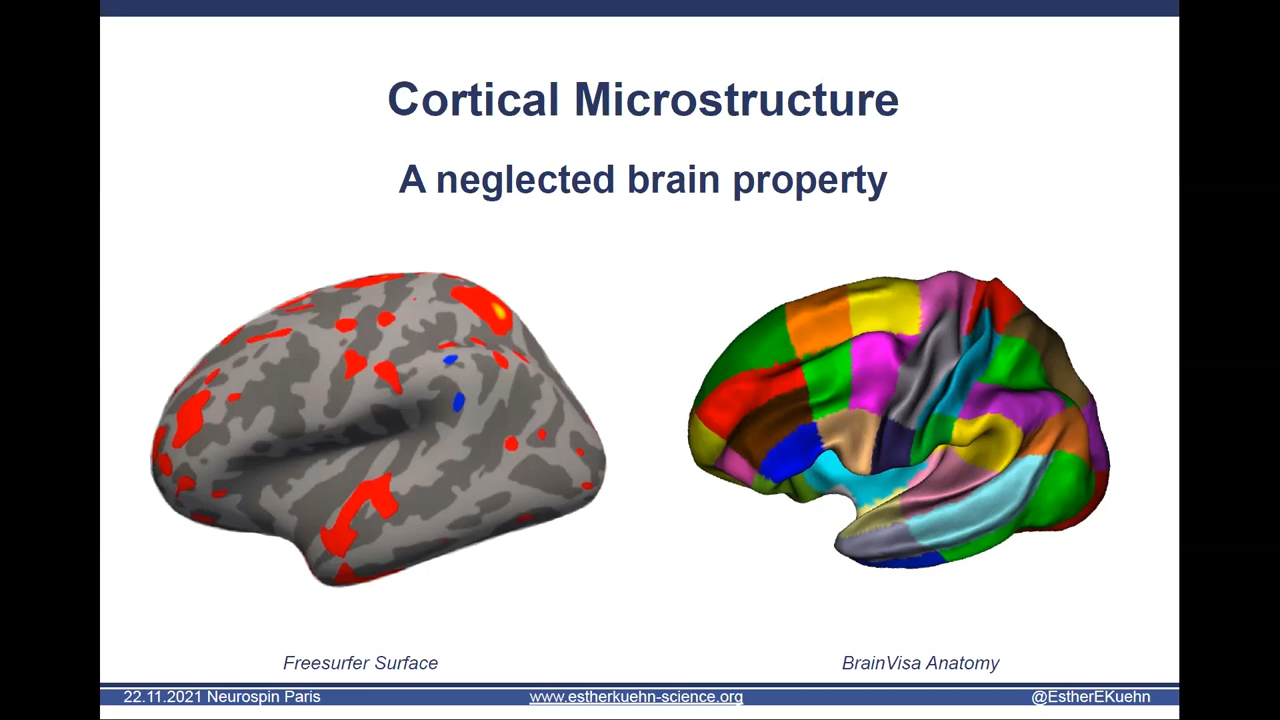 Cortical Microstructure
A neglected brain property
Freesurfer Surface
BrainVisa Anatomy
22.11.2021 Neurospin Paris
www.estherkuehn-science.org
@EstherEKuehn